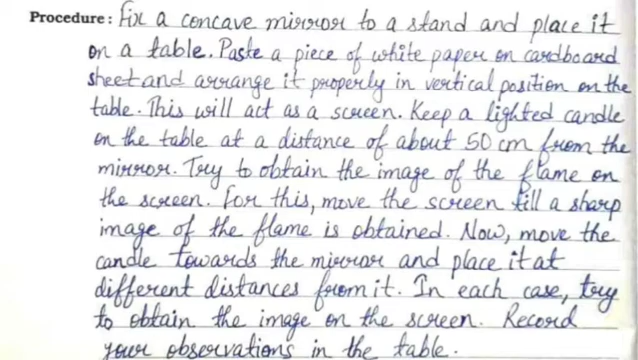 Procedure: Fix a concave mirror to a stand and place it
on a table. Paste a piece of white paper on cardboard
sheet and arrange it properly in vertical position on the
table. This will act as a screen. Keep a lighted candle
on the table at a distance of about 50 cm from the
mirror. Try to obtain the image of the flame on
the screen. For this, move the screen till a sharp
image of the flame is obtained. Now, move the
candle towards the mirror and place it at
different distances from it. In each case, try
to obtain the image on the screen. Record
your observations in the table.